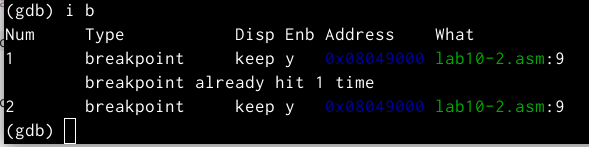 (gdb) i b
Num Type Disp Enb Address What
1 breakpoint keep y 0x08049000 lab10-2.asm:9
breakpoint already hit 1 time
2 breakpoint keep y 0x08049000 lab10-2.asm:9
(gdb)